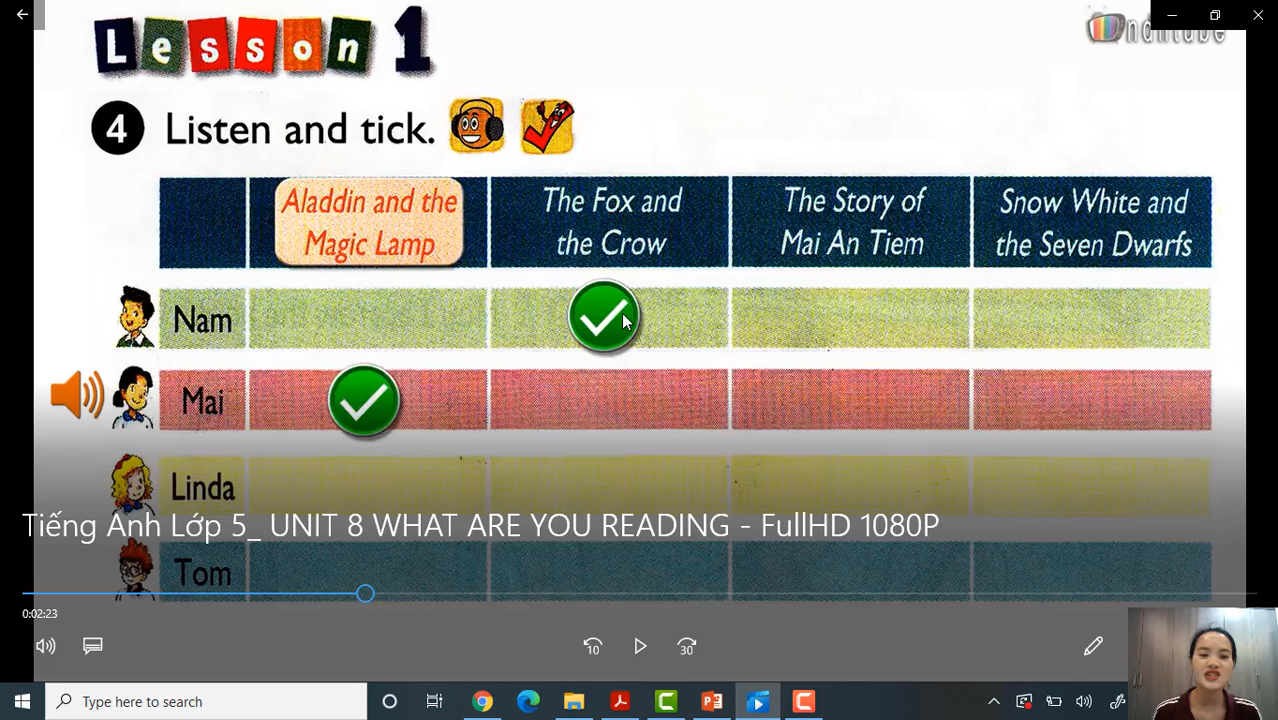 Lesson 1
4 Listen and tick.
Aladdin and the
Magic Lamp
The Fox and
the Crow
The Story of
Mai An Tiem
Snow White and
the Seven Dwarfs
Nam
Mai
Linda
Tiếng Anh Lớp 5_ UNIT 8 WHAT ARE YOU READING - FullHD 1080P
Tom
0:02:23
10
30
Type here to search